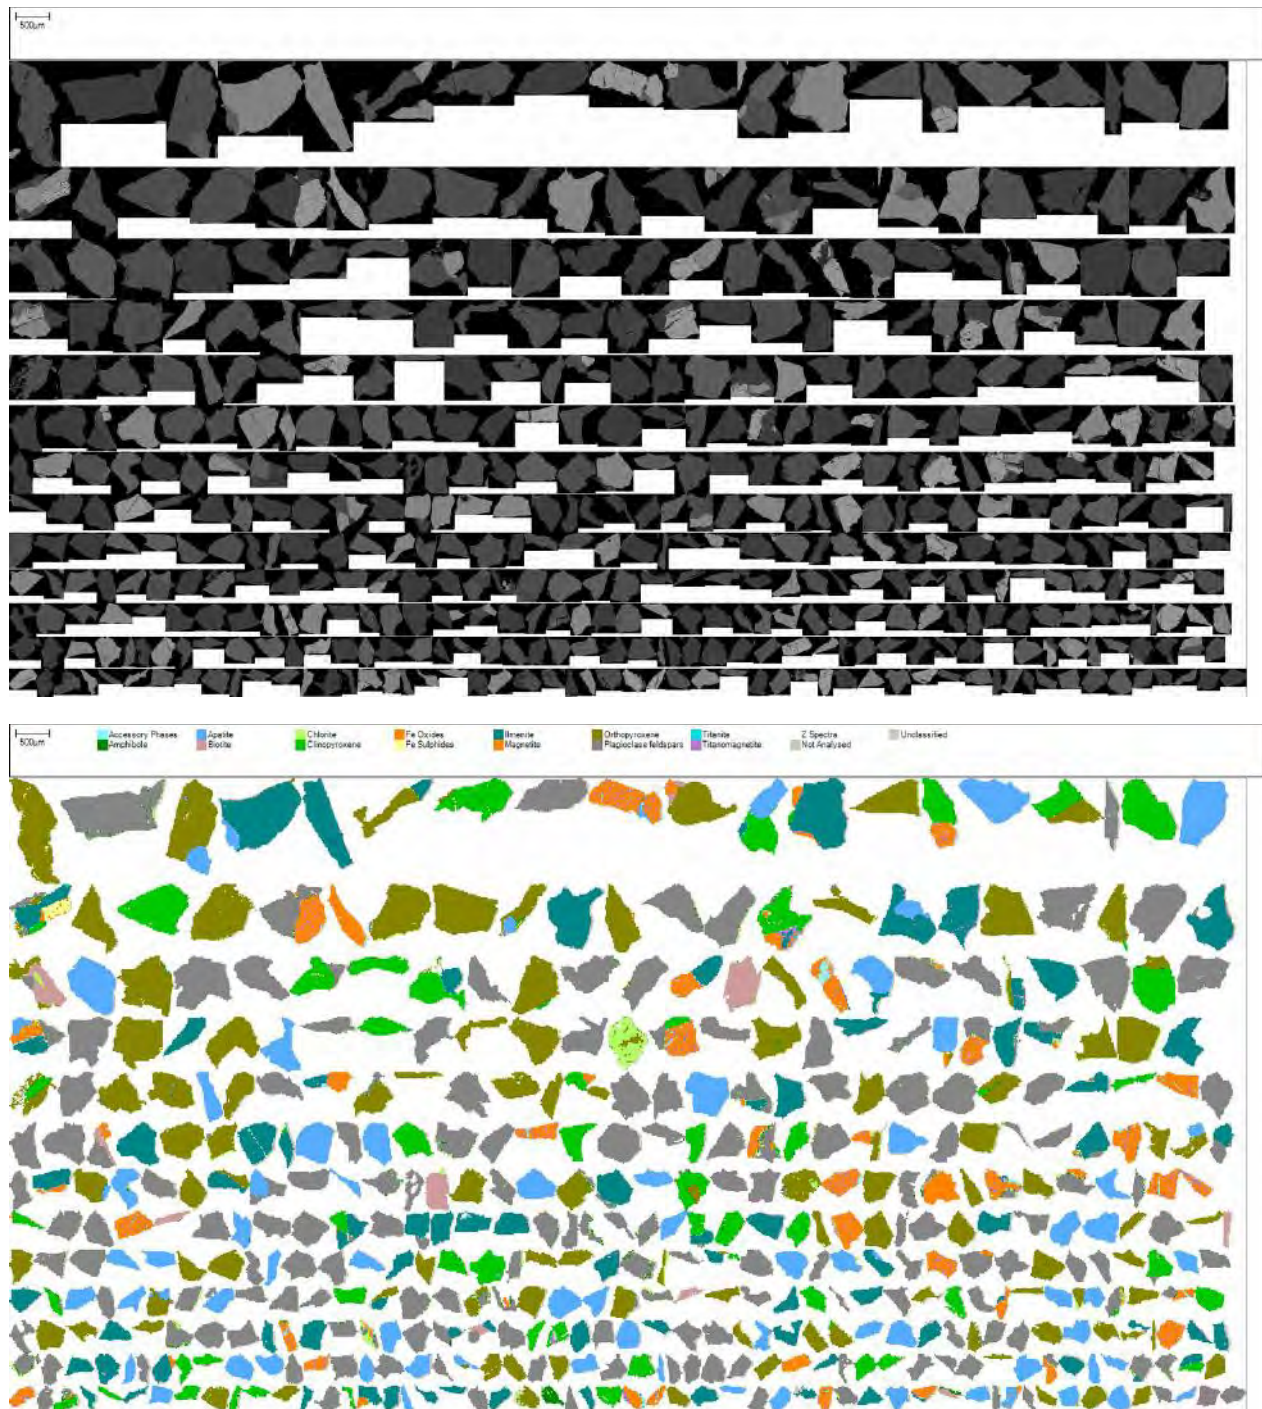 500µm
500µm
Accessory Phases Apatite Chlorite Fe Oxides Ilmenite Orthopyroxene Titanite Z Spectra Unclassified
Amphibole Biotite Clinopyroxene Fe Sulphides Magnetite Plagioclase feldspars Titanomagnetite Not Analysed